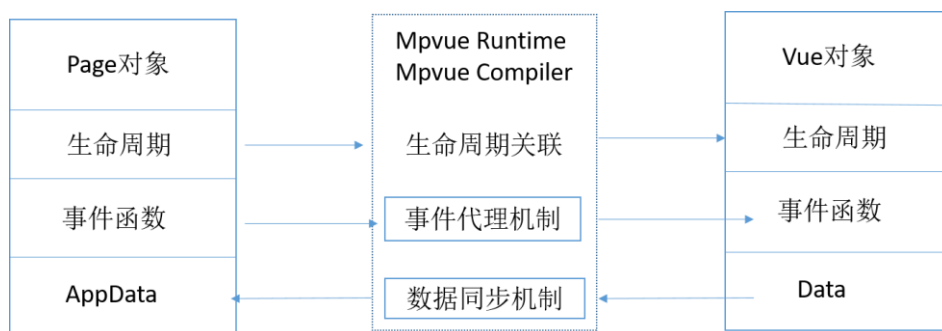 Page对象
生命周期
事件函数
AppData
Mpvue Runtime
Mpvue Compiler
生命周期关联
事件代理机制
数据同步机制
Vue对象
生命周期
事件函数
Data